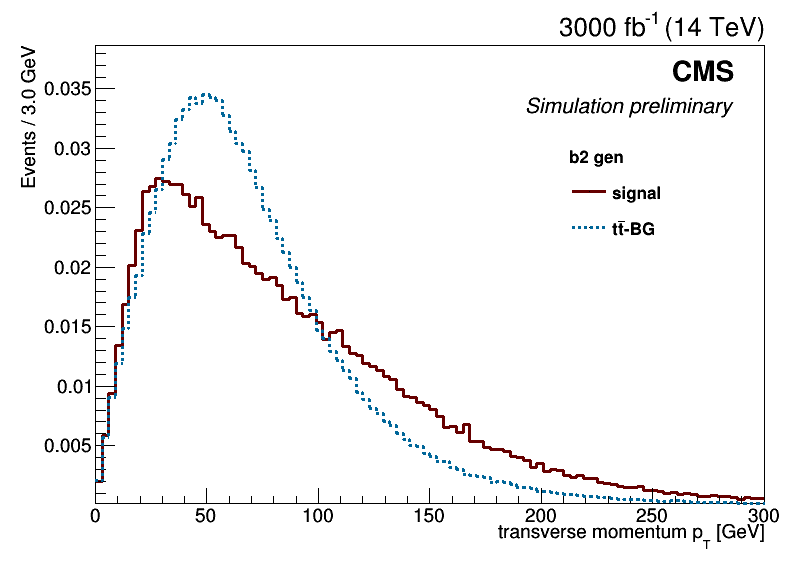 3000 fb⁻¹ (14 TeV)
CMS
Simulation preliminary
b2 gen
signal
tt̄-BG
Events / 3.0 GeV
0.035
0.03
0.025
0.02
0.015
0.01
0.005
0 50 100 150 200 250 300
transverse momentum p_T [GeV]